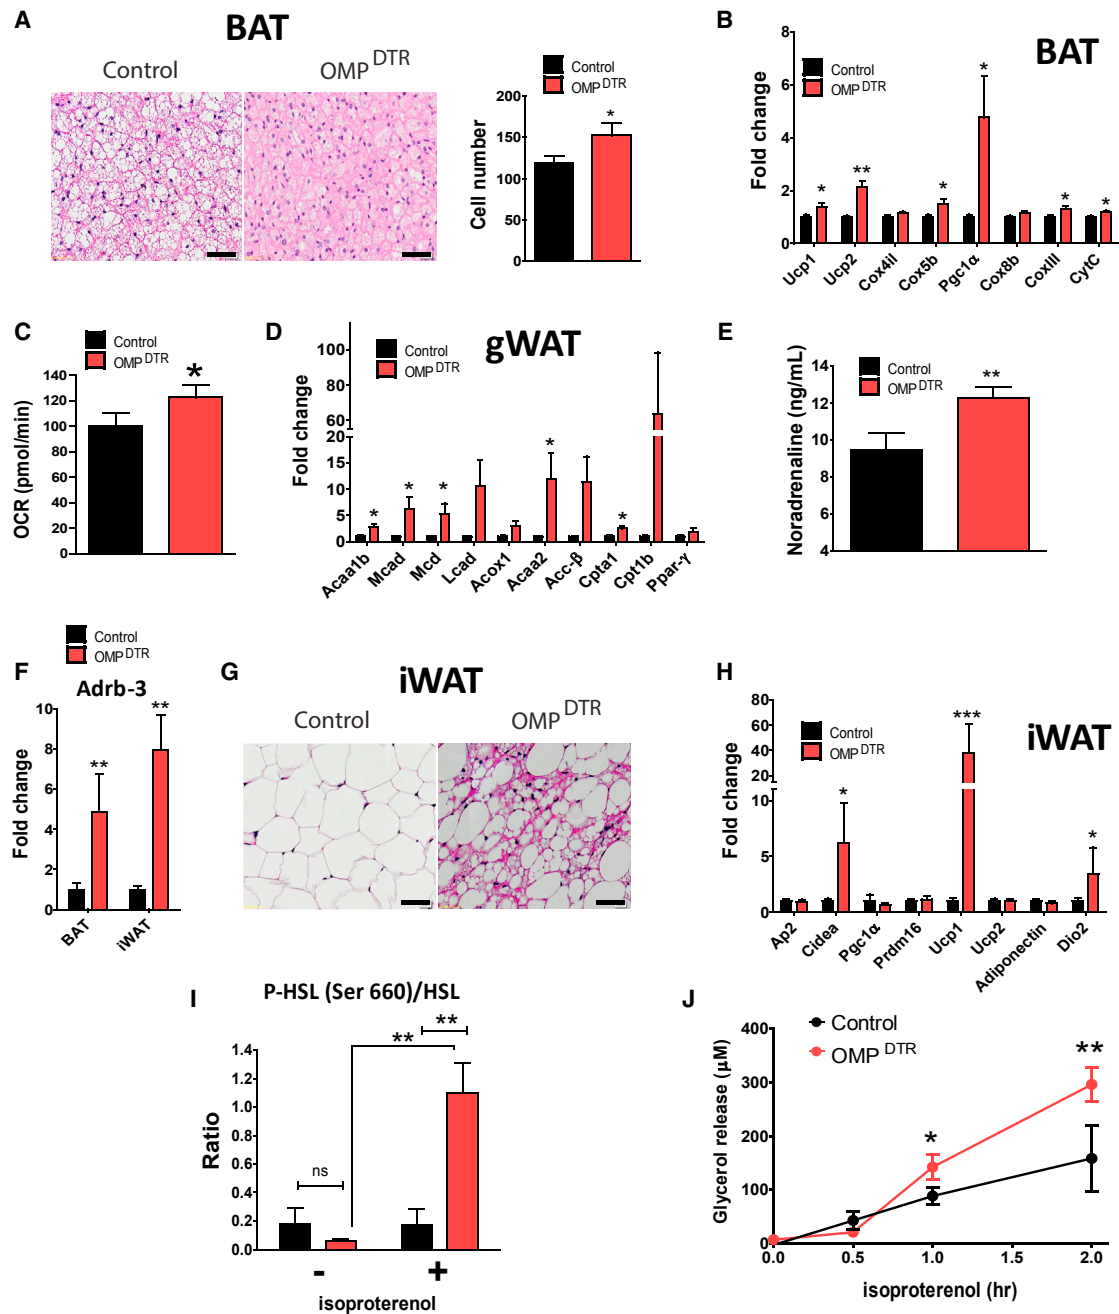 A
BAT
Control
OMP DTR
Control
OMP DTR
Cell number
200
150
100
50
0
*
B
BAT
Control
OMP DTR
Fold change
8
6
4
2
0
* ** * * * *
Ucp1
Ucp2
Cox4il
Cox5b
Pgc1α
Cox8b
CoxIII
CytC
C
Control
OMP DTR
OCR (pmol/min)
140
120
100
80
60
40
20
0
*
D
gWAT
Control
OMP DTR
Fold change
100
80
60
20
15
10
5
0
* * * * *
Acaa1b
Mcad
Mcd
Lcad
Acox1
Acaa2
Acc-β
Cpta1
Cpt1b
Ppar-γ
E
Control
OMP DTR
Noradrenaline (ng/mL)
14
12
10
8
6
4
**
F
Control
OMP DTR
Adrb-3
Fold change
10
8
6
4
2
0
** **
BAT
iWAT
G
iWAT
Control
OMP DTR
H
iWAT
Control
OMP DTR
Fold change
80
60
40
20
10
5
0
* *** *
Ap2
Cidea
Pgc1α
Prdm16
Ucp1
Ucp2
Adiponectin
Dio2
I
P-HSL (Ser 660)/HSL
Ratio
1.4
1.2
1.0
0.8
0.6
0.4
0.2
0.0
ns
**
**
- +
isoproterenol
J
Control
OMP DTR
Glycerol release (μM)
400
300
200
100
0
* **
0.0 0.5 1.0 1.5 2.0
isoproterenol (hr)